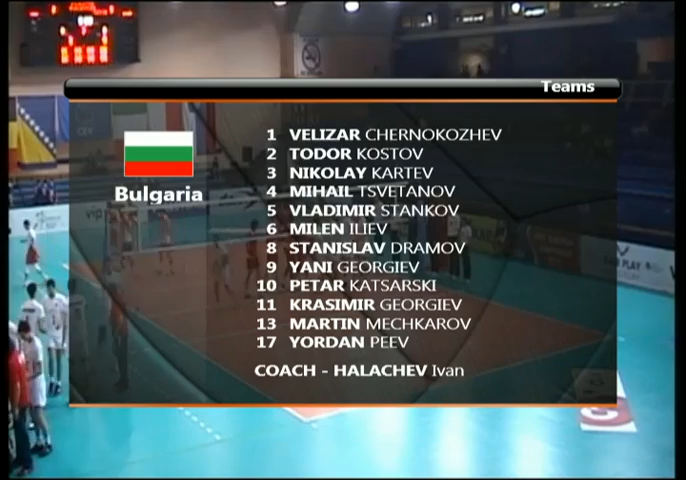 Teams
Bulgaria
1 VELIZAR CHERNOKOZHEV
2 TODOR KOSTOV
3 NIKOLAY KARTEV
4 MIHAIL TSVETANOV
5 VLADIMIR STANKOV
6 MILEN ILIEV
8 STANISLAV DRAMOV
9 YANI GEORGIEV
10 PETAR KATSARSKI
11 KRASIMIR GEORGIEV
13 MARTIN MECHKAROV
17 YORDAN PEEV
COACH - HALACHEV Ivan